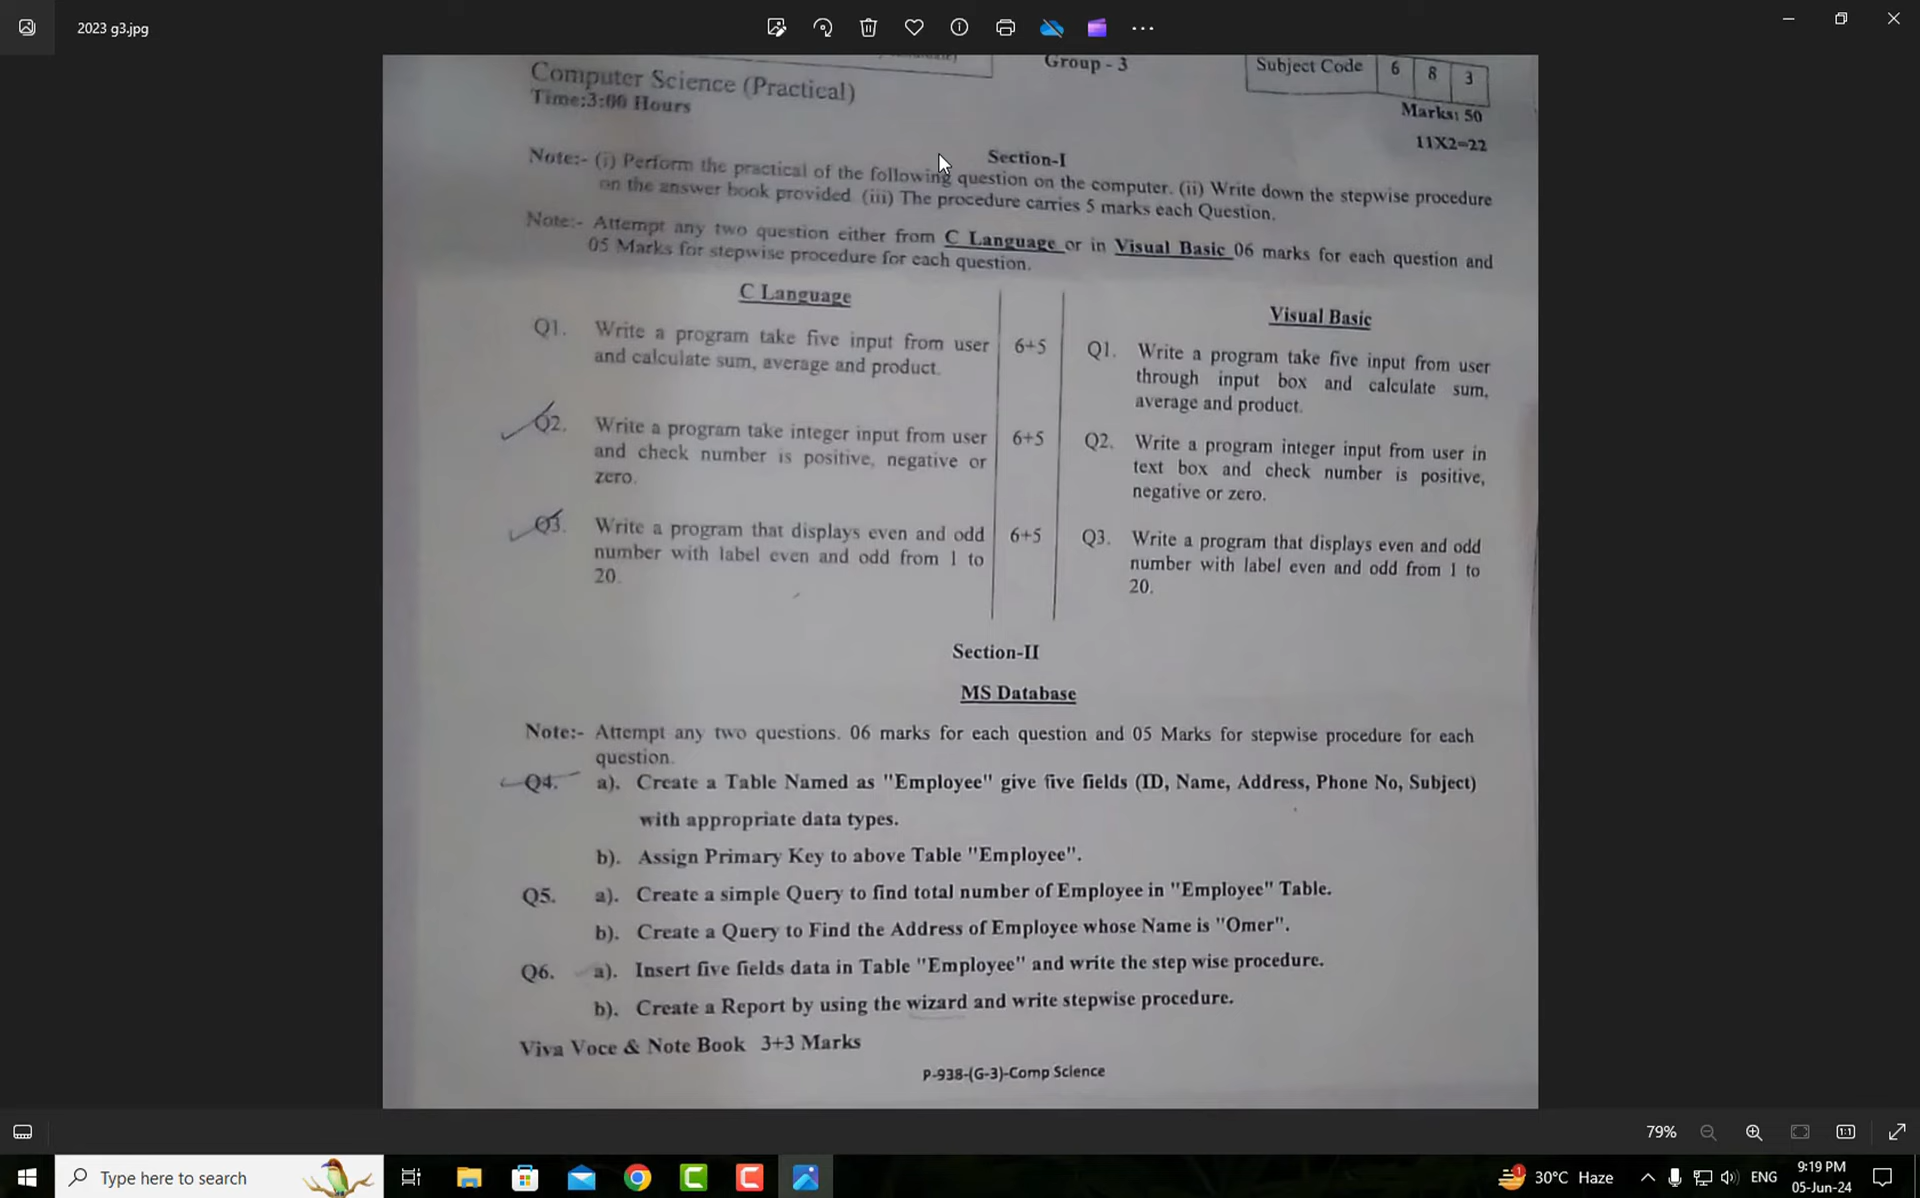 2023 g3.jpg
Group - 3
Subject Code 6 8 3
Computer Science (Practical)
Time:3:00 Hours
Marks: 50
11X2=22
Section-I
Note:- (i) Perform the practical of the following question on the computer. (ii) Write down the stepwise procedure
on the answer book provided. (iii) The procedure carries 5 marks each Question.
Note:- Attempt any two question either from C Language or in Visual Basic 06 marks for each question and
05 Marks for stepwise procedure for each question.
C Language
Q1. Write a program take five input from user 6+5
and calculate sum, average and product.
Q2. Write a program take integer input from user 6+5
and check number is positive, negative or
zero.
Q3. Write a program that displays even and odd 6+5
number with label even and odd from 1 to
20.
Visual Basic
Q1. Write a program take five input from user
through input box and calculate sum,
average and product.
Q2. Write a program integer input from user in
text box and check number is positive,
negative or zero.
Q3. Write a program that displays even and odd
number with label even and odd from 1 to
20.
Section-II
MS Database
Note:- Attempt any two questions. 06 marks for each question and 05 Marks for stepwise procedure for each
question.
Q4. a). Create a Table Named as "Employee" give five fields (ID, Name, Address, Phone No, Subject)
with appropriate data types.
b). Assign Primary Key to above Table "Employee".
Q5. a). Create a simple Query to find total number of Employee in "Employee" Table.
b). Create a Query to Find the Address of Employee whose Name is "Omer".
Q6. a). Insert five fields data in Table "Employee" and write the step wise procedure.
b). Create a Report by using the wizard and write stepwise procedure.
Viva Voce & Note Book 3+3 Marks
P-938-(G-3)-Comp Science
79%
1:1
Type here to search
1
30°C Haze
ENG
9:19 PM
05-Jun-24